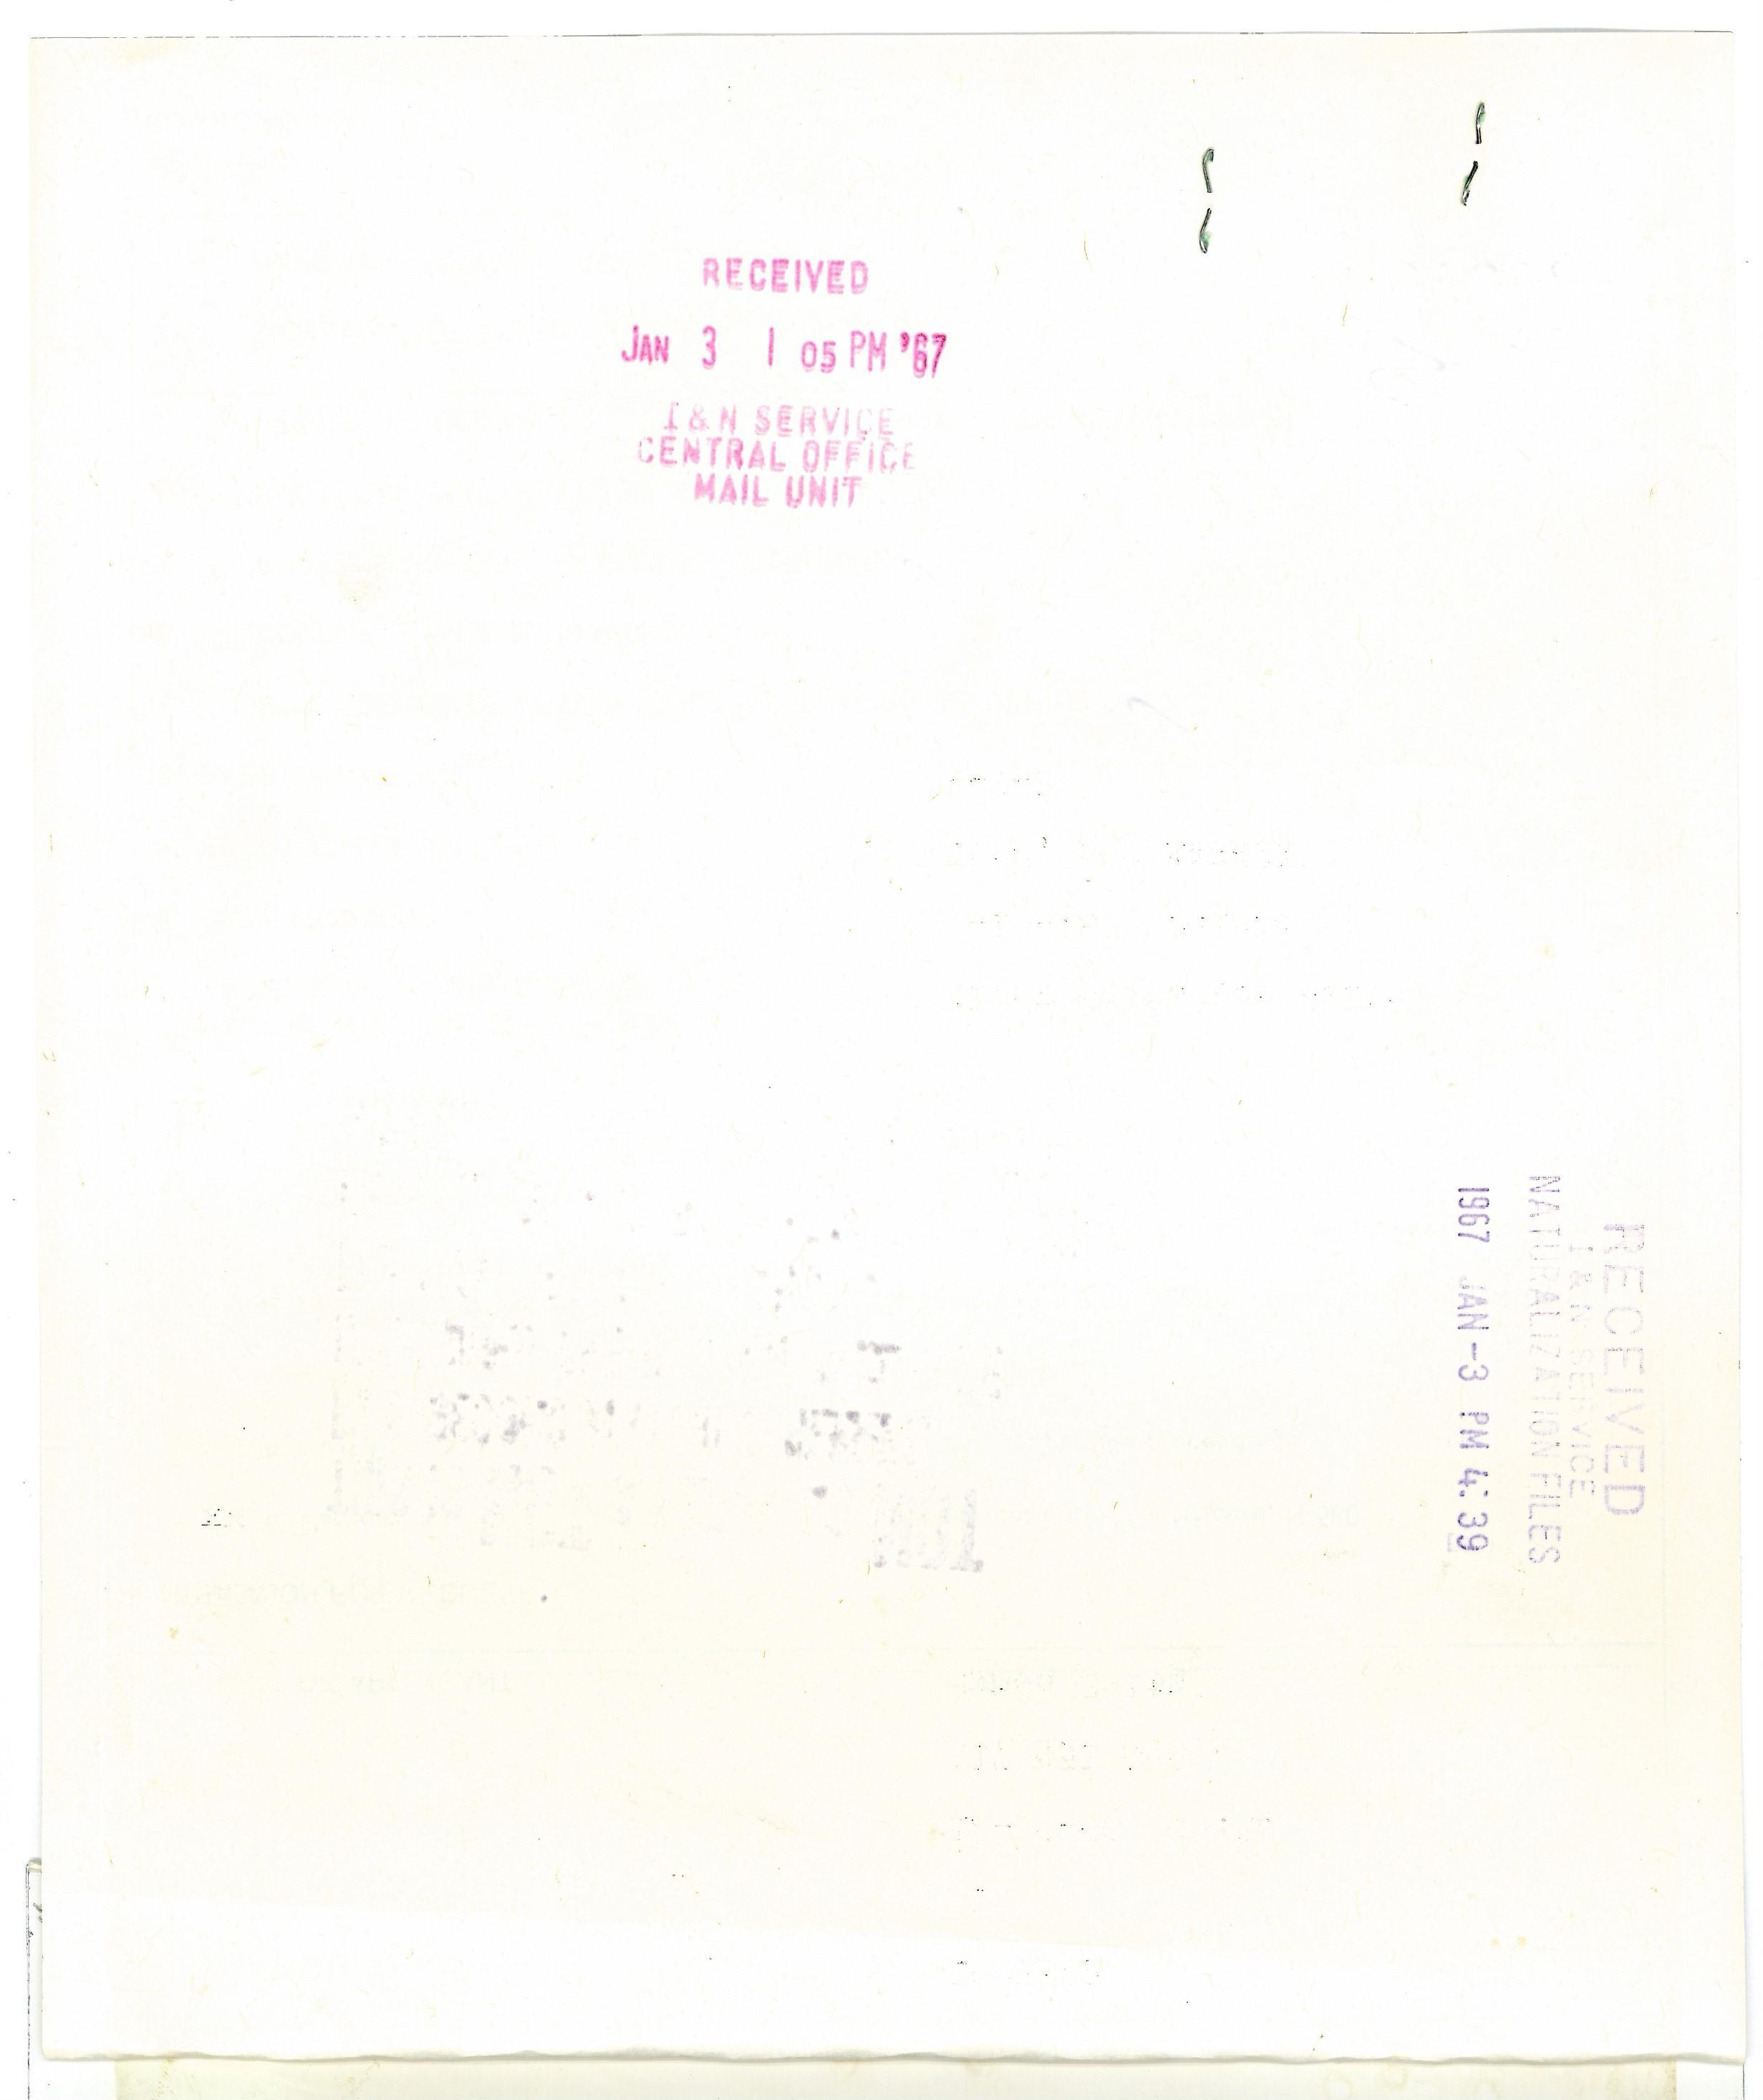 RECEIVED
JAN 3 1 05 PM '67
I & N SERVICE
CENTRAL OFFICE
MAIL UNIT
RECEIVED
I & N SERVICE
NATURALIZATION FILES
1967 JAN -3 PM 4:39